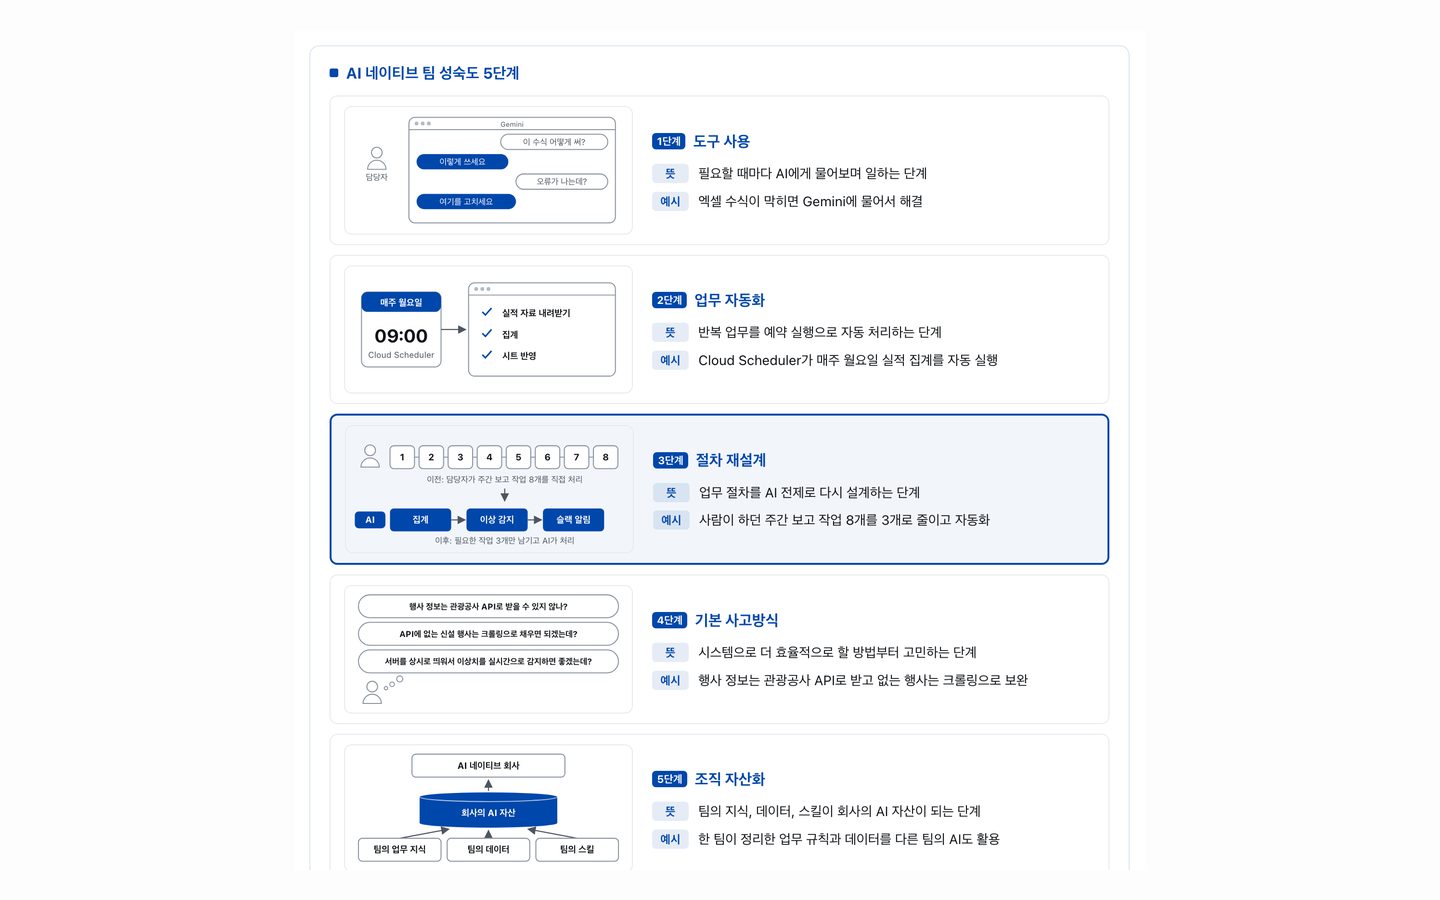 AI 네이티브 팀 성숙도 5단계
Gemini
이 수식 어떻게 써?
이렇게 쓰세요
오류가 나는데?
여기를 고치세요
담당자
1단계 도구 사용
뜻 필요할 때마다 AI에게 물어보며 일하는 단계
예시 엑셀 수식이 막히면 Gemini에 물어서 해결
매주 월요일
09:00
Cloud Scheduler
실적 자료 내려받기
집계
시트 반영
2단계 업무 자동화
뜻 반복 업무를 예약 실행으로 자동 처리하는 단계
예시 Cloud Scheduler가 매주 월요일 실적 집계를 자동 실행
1 2 3 4 5 6 7 8
이전: 담당자가 주간 보고 작업 8개를 직접 처리
AI 집계 이상 감지 슬랙 알림
이후: 필요한 작업 3개만 남기고 AI가 처리
3단계 절차 재설계
뜻 업무 절차를 AI 전제로 다시 설계하는 단계
예시 사람이 하던 주간 보고 작업 8개를 3개로 줄이고 자동화
행사 정보는 관광공사 API로 받을 수 있지 않나?
API에 없는 신설 행사는 크롤링으로 채우면 되겠는데?
서버를 상시로 띄워서 이상치를 실시간으로 감지하면 좋겠는데?
4단계 기본 사고방식
뜻 시스템으로 더 효율적으로 할 방법부터 고민하는 단계
예시 행사 정보는 관광공사 API로 받고 없는 행사는 크롤링으로 보완
AI 네이티브 회사
회사의 AI 자산
팀의 업무 지식 팀의 데이터 팀의 스킬
5단계 조직 자산화
뜻 팀의 지식, 데이터, 스킬이 회사의 AI 자산이 되는 단계
예시 한 팀이 정리한 업무 규칙과 데이터를 다른 팀의 AI도 활용